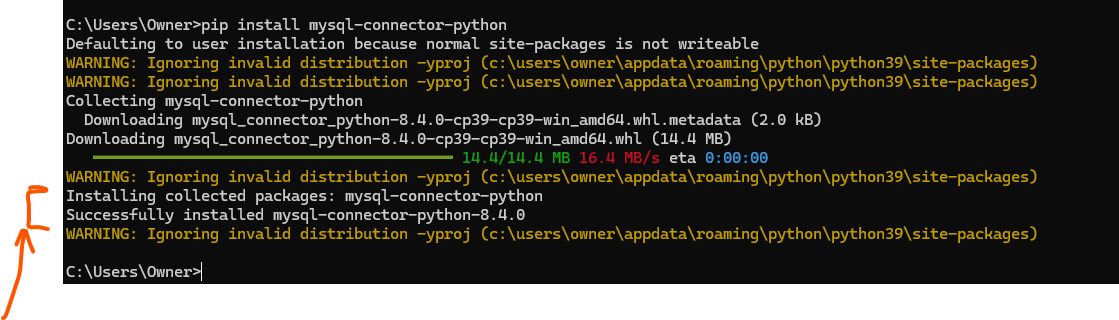 C:\Users\Owner>pip install mysql-connector-python
Defaulting to user installation because normal site-packages is not writeable
WARNING: Ignoring invalid distribution -yproj (c:\users\owner\appdata\roaming\python\python39\site-packages)
WARNING: Ignoring invalid distribution -yproj (c:\users\owner\appdata\roaming\python\python39\site-packages)
Collecting mysql-connector-python
  Downloading mysql_connector_python-8.4.0-cp39-cp39-win_amd64.whl.metadata (2.0 kB)
Downloading mysql_connector_python-8.4.0-cp39-cp39-win_amd64.whl (14.4 MB)
14.4/14.4 MB 16.4 MB/s eta 0:00:00
WARNING: Ignoring invalid distribution -yproj (c:\users\owner\appdata\roaming\python\python39\site-packages)
Installing collected packages: mysql-connector-python
Successfully installed mysql-connector-python-8.4.0
WARNING: Ignoring invalid distribution -yproj (c:\users\owner\appdata\roaming\python\python39\site-packages)
C:\Users\Owner>